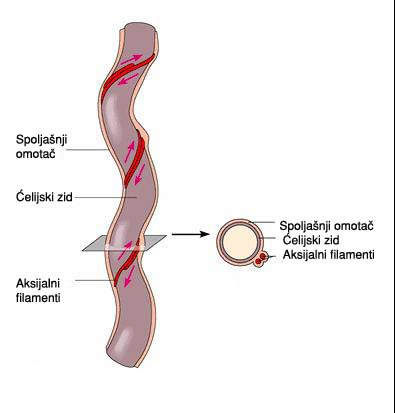 Spoljašnji
omotač
Ćelijski zid
Aksijalni
filamenti
Spoljašnji omotač
Ćelijski zid
Aksijalni filamenti